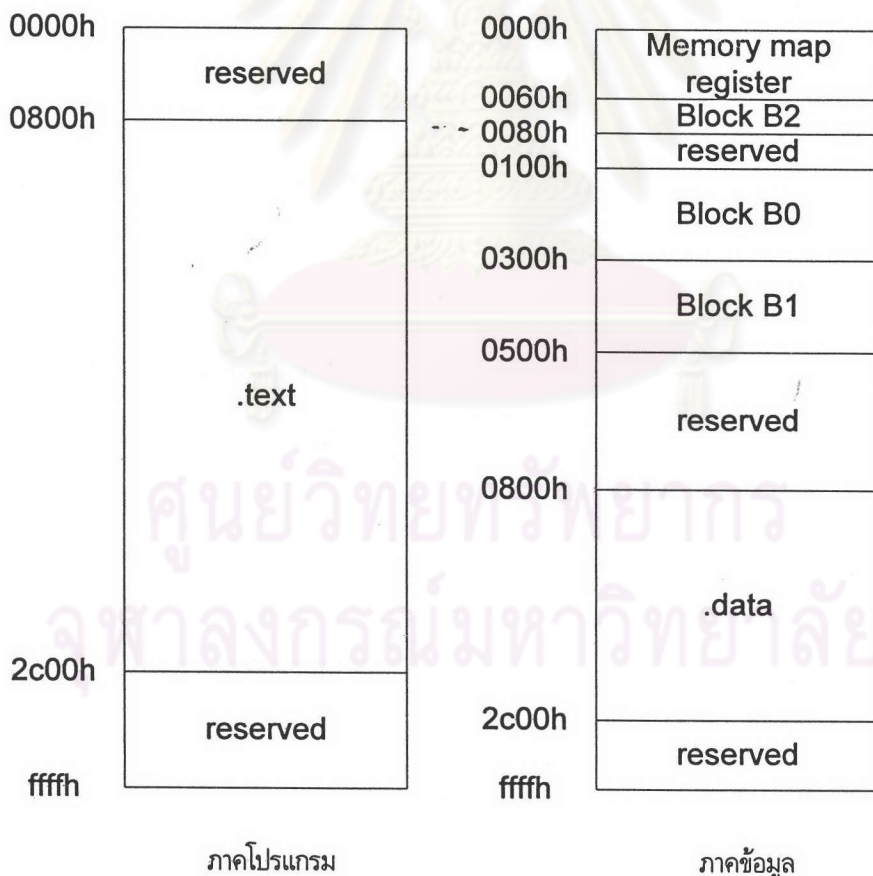 0000h
reserved
0800h
.text
2c00h
reserved
ffffh
ภาคโปรแกรม
0000h
Memory map
register
0060h
Block B2
0080h
reserved
0100h
Block B0
0300h
Block B1
0500h
reserved
0800h
.data
2c00h
reserved
ffffh
ภาคข้อมูล
ศูนย์วิทยทรัพยากร
จุฬาลงกรณ์มหาวิทยาลัย